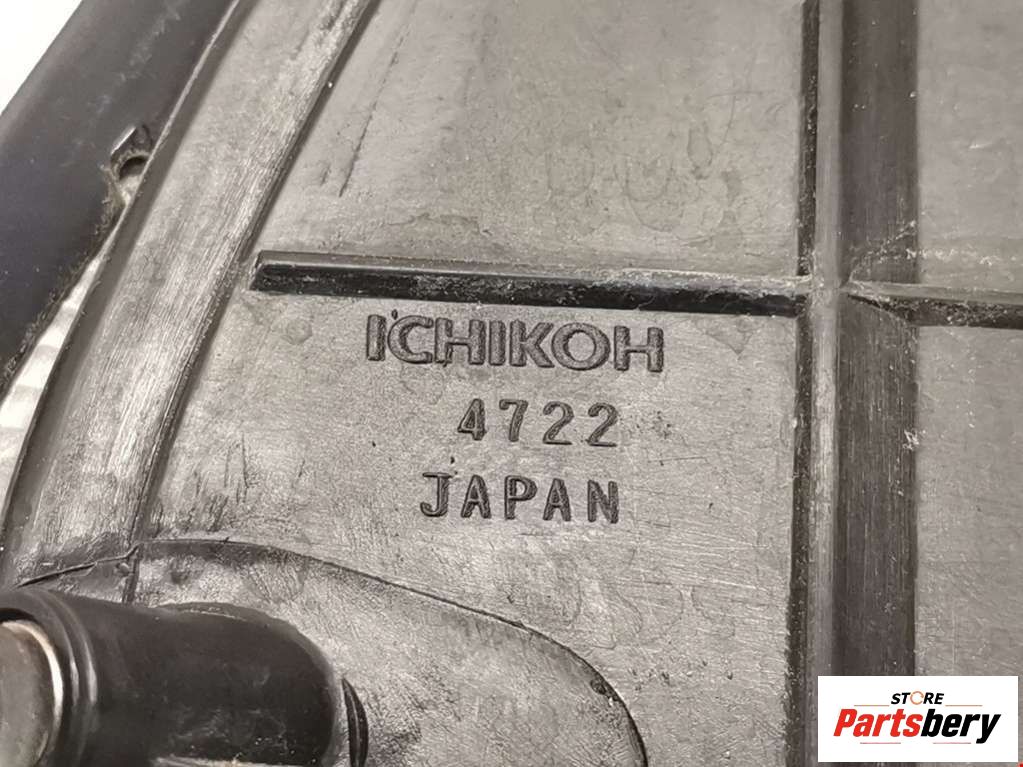 ICHIKOH
4722
JAPAN
STORE
Partsbery